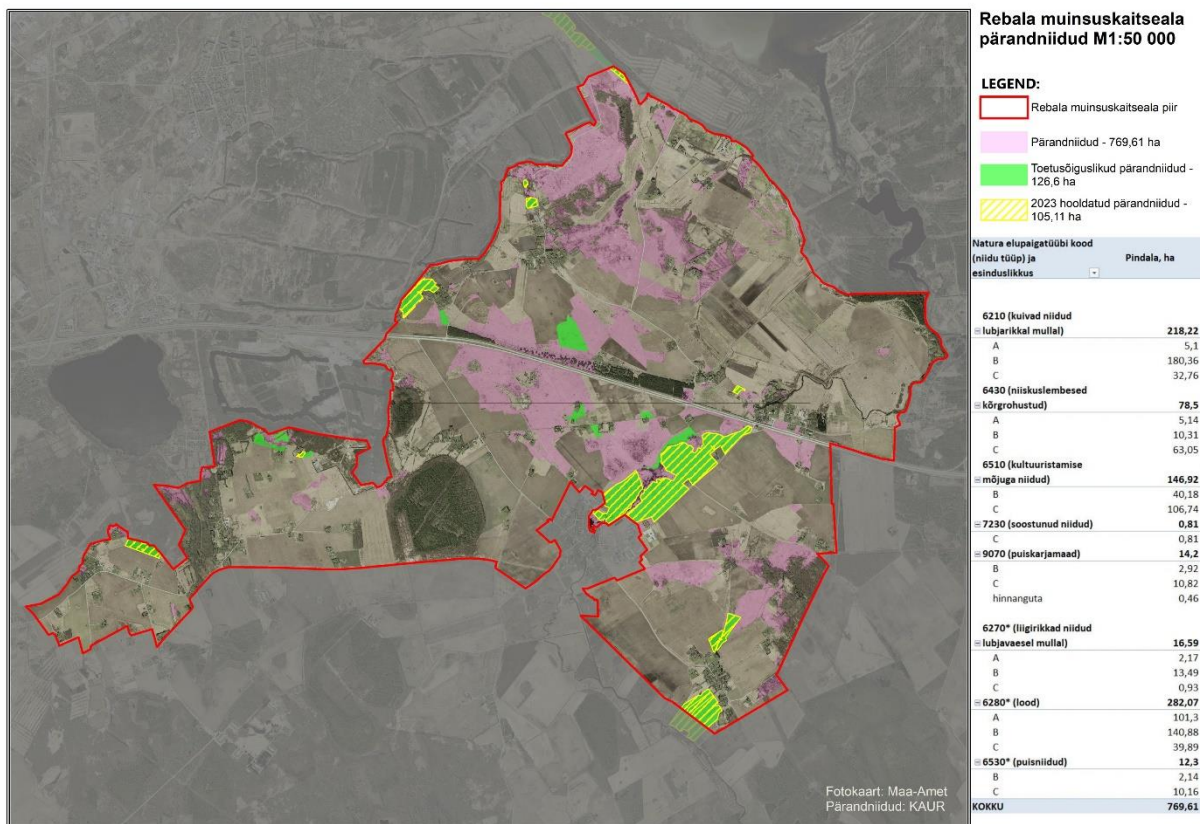 Rebala muinsuskaitseala
pärandniidud M1:50 000
LEGEND:
Rebala muinsuskaitseala piir
Pärandniidud - 769,61 ha
Toetusõiguslikud pärandniidud -
126,6 ha
2023 hooldatud pärandniidud -
105,11 ha
Natura elupaigatüübi kood
(niidu tüüp) ja
esinduslikkus
Pindala, ha
6210 (kuivad niidud
lubjarikkal mullal) 218,22
A 5,1
B 180,36
C 32,76
6430 (niiskuslembesed
kõrgrohustud) 78,5
A 5,14
B 10,31
C 63,05
6510 (kultuuristamise
mõjuga niidud) 146,92
B 40,18
C 106,74
7230 (soostunud niidud) 0,81
C 0,81
9070 (puiskarjamaad) 14,2
B 2,92
C 10,82
hinnanguta 0,46
6270* (liigirikkad niidud
lubjavaesel mullal) 16,59
A 2,17
B 13,49
C 0,93
6280* (lood) 282,07
A 101,3
B 140,88
C 39,89
6530* (puisniidud) 12,3
B 2,14
C 10,16
KOKKU 769,61
Fotokaart: Maa-Amet
Pärandniidud: KAUR